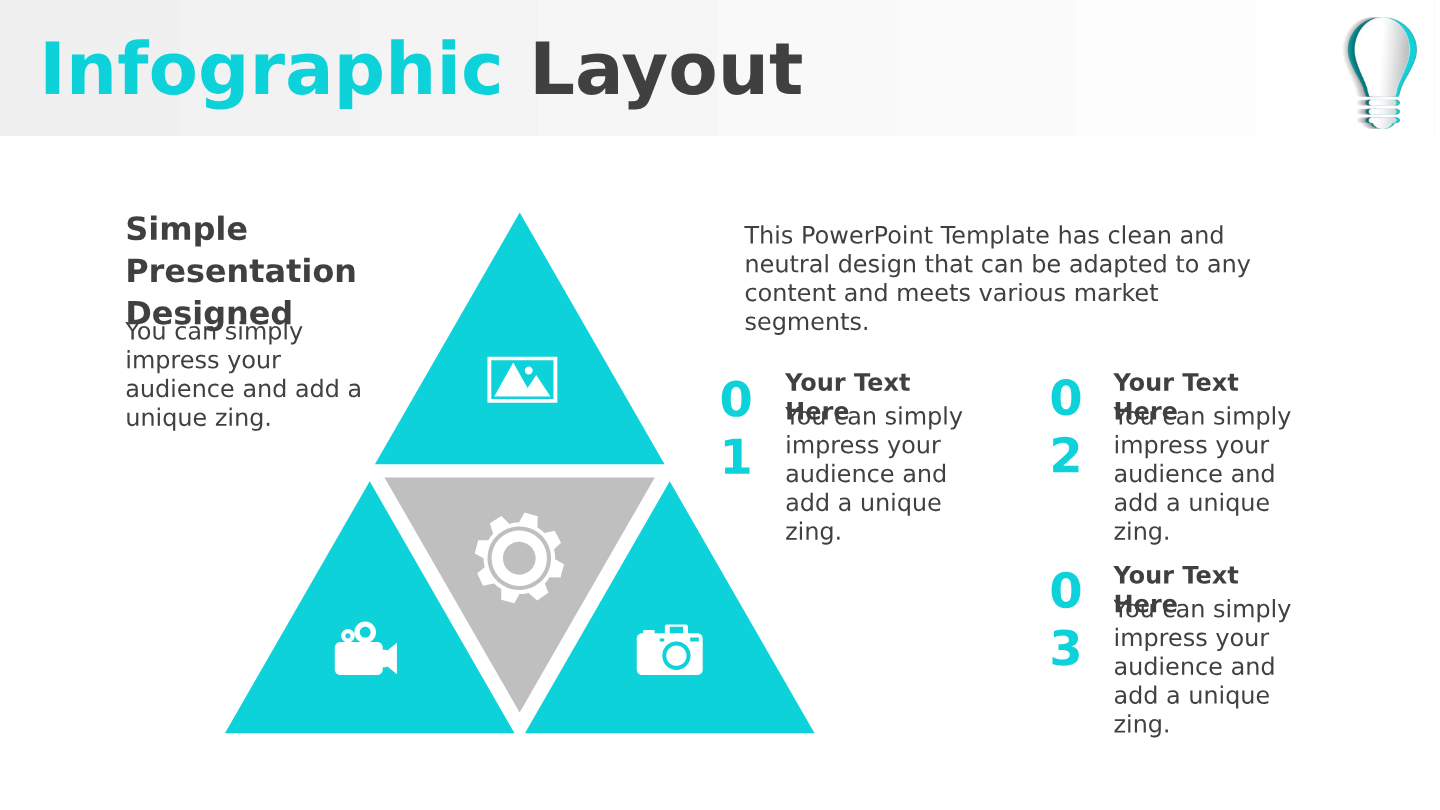 Infographic Layout
Simple
Presentation
Designed
You can simply
impress your
audience and add a
unique zing.
This PowerPoint Template has clean and
neutral design that can be adapted to any
content and meets various market
segments.
0
1
Your Text
Here
You can simply
impress your
audience and
add a unique
zing.
0
2
Your Text
Here
You can simply
impress your
audience and
add a unique
zing.
0
3
Your Text
Here
You can simply
impress your
audience and
add a unique
zing.